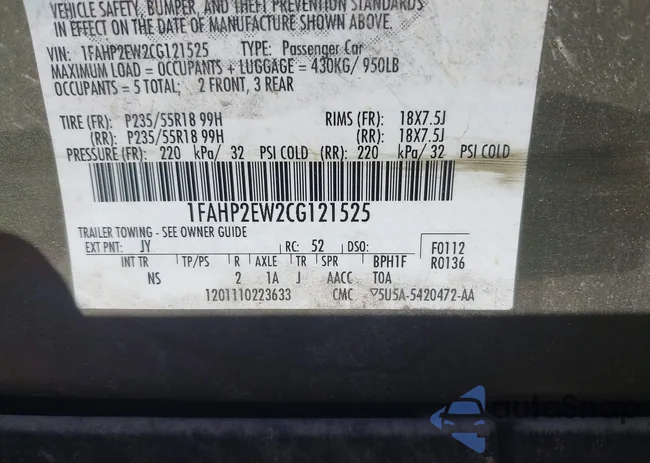 VEHICLE SAFETY, BUMPER, AND THEFT PREVENTION STANDARDS
IN EFFECT ON THE DATE OF MANUFACTURE SHOWN ABOVE.
VIN: 1FAHP2EW2CG121525 TYPE: Passenger Car
MAXIMUM LOAD = OCCUPANTS + LUGGAGE = 430KG/ 950LB
OCCUPANTS = 5 TOTAL; 2 FRONT, 3 REAR
TIRE (FR): P235/55R18 99H RIMS (FR): 18X7.5J
(RR): P235/55R18 99H (RR): 18X7.5J
PRESSURE (FR): 220 kPa/ 32 PSI COLD (RR): 220 kPa/ 32 PSI COLD
1FAHP2EW2CG121525
TRAILER TOWING - SEE OWNER GUIDE
EXT PNT: JY RC: 52 DSO: F0112
INT TR TP/PS R AXLE TR SPR BPH1F R0136
NS 2 1A J AACC TOA
1201110223633 CMC ▽5U5A-5420472-AA
autoSnap